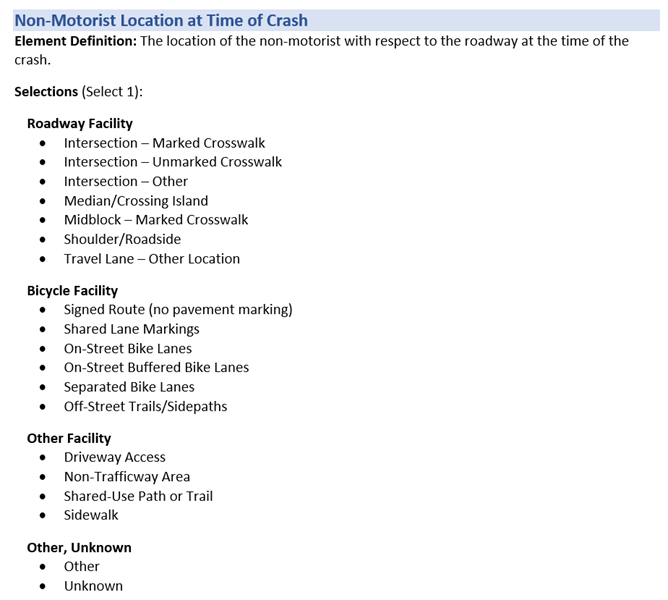 Non-Motorist Location at Time of Crash
Element Definition: The location of the non-motorist with respect to the roadway at the time of the
crash.
Selections (Select 1):
Roadway Facility
• Intersection – Marked Crosswalk
• Intersection – Unmarked Crosswalk
• Intersection – Other
• Median/Crossing Island
• Midblock – Marked Crosswalk
• Shoulder/Roadside
• Travel Lane – Other Location
Bicycle Facility
• Signed Route (no pavement marking)
• Shared Lane Markings
• On-Street Bike Lanes
• On-Street Buffered Bike Lanes
• Separated Bike Lanes
• Off-Street Trails/Sidepaths
Other Facility
• Driveway Access
• Non-Trafficway Area
• Shared-Use Path or Trail
• Sidewalk
Other, Unknown
• Other
• Unknown